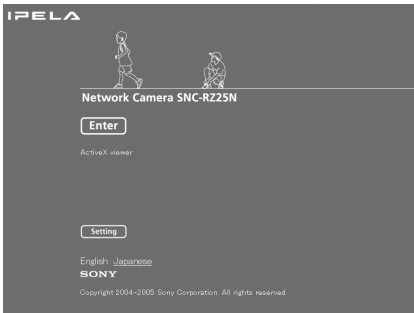 IPELA
Network Camera SNC-RZ25N
Enter
ActiveX viewer
Setting
English Japanese
SONY
Copyright 2004-2005 Sony Corporation. All rights reserved.